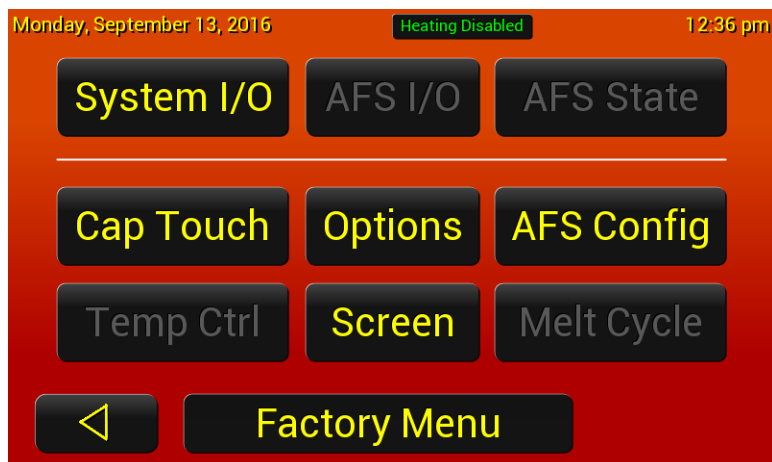 Monday, September 13, 2016 Heating Disabled 12:36 pm
System I/O AFS I/O AFS State
Cap Touch Options AFS Config
Temp Ctrl Screen Melt Cycle
Factory Menu